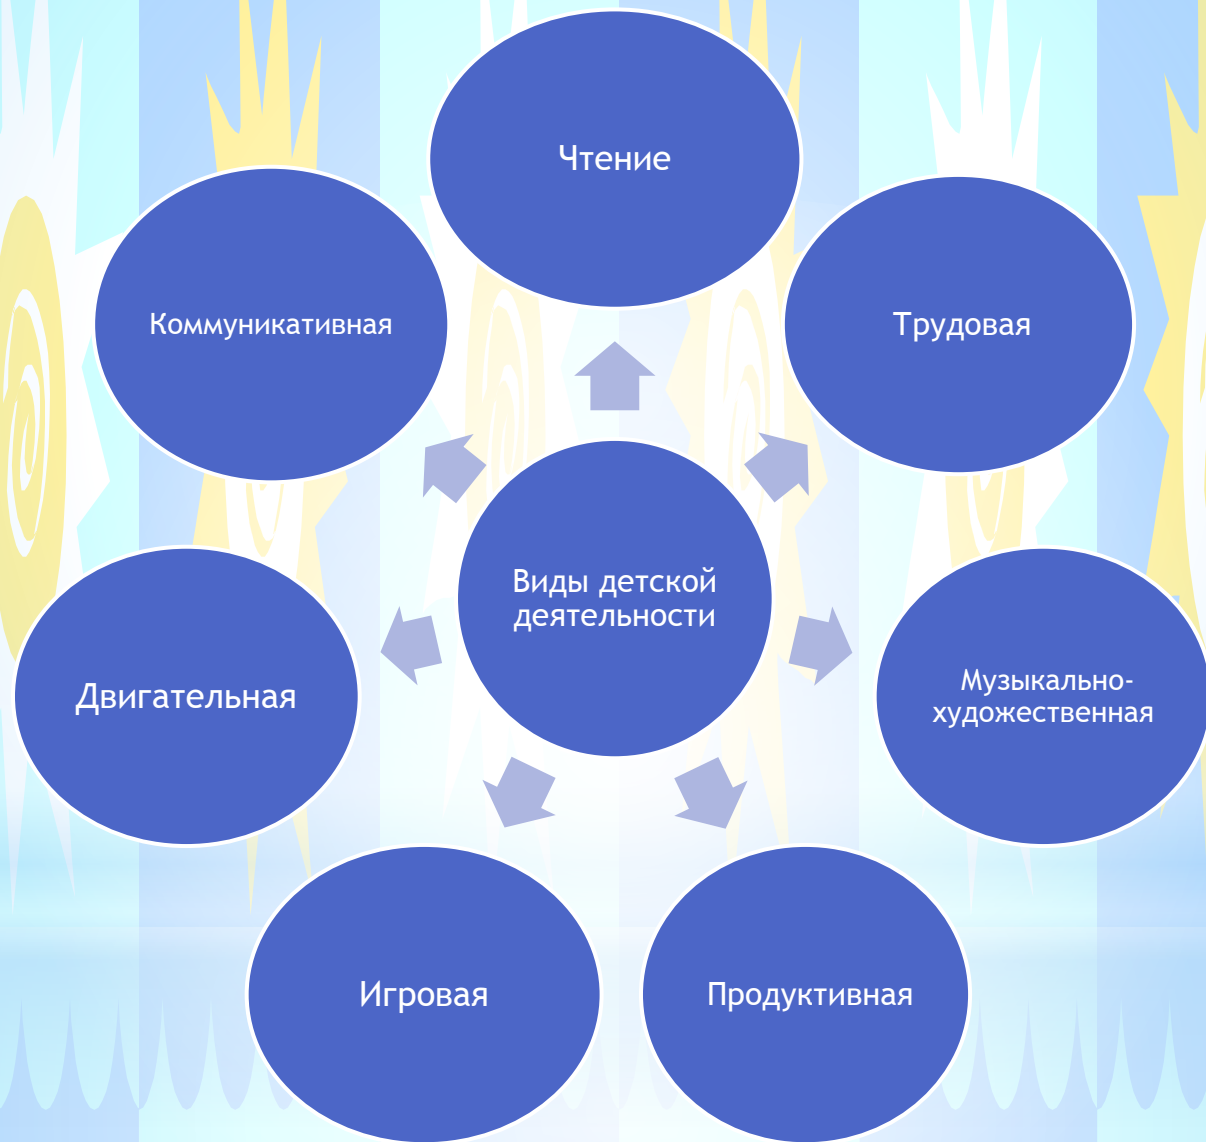 Чтение
Коммуникативная
Трудовая
Виды детской
деятельности
Двигательная
Музыкально-
художественная
Игровая
Продуктивная